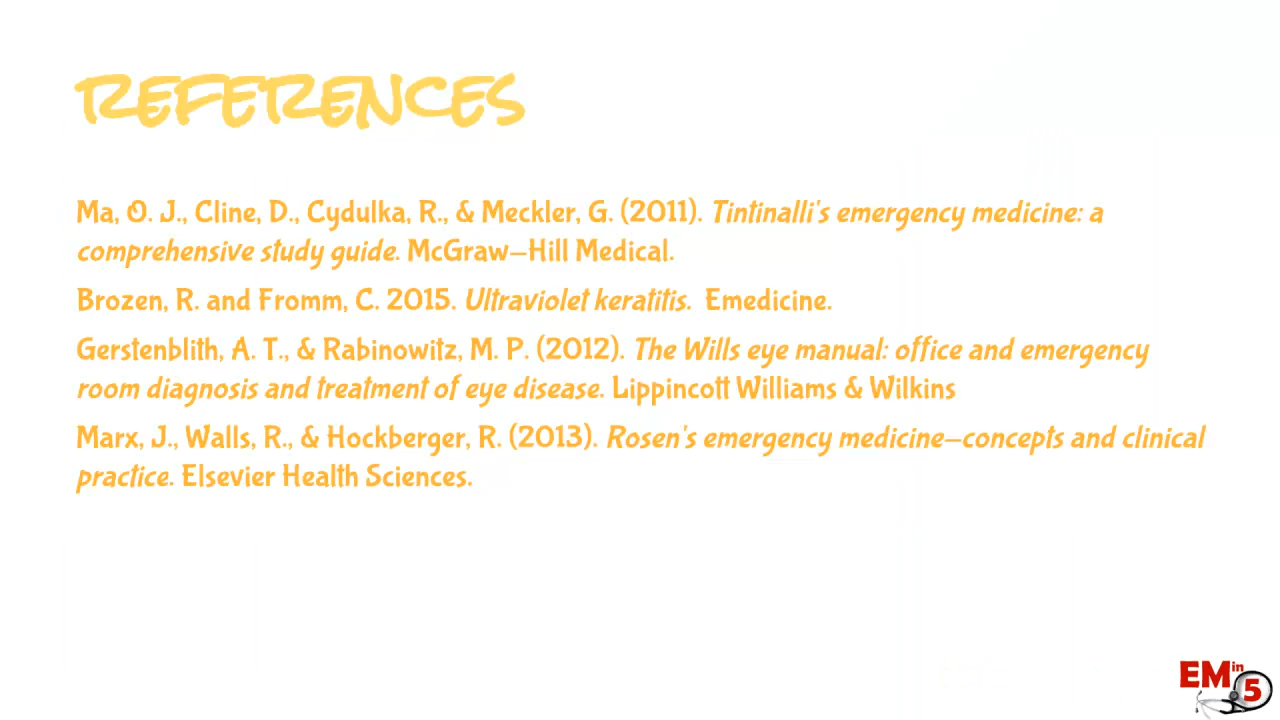 REFERENCES
Ma, O. J., Cline, D., Cydulka, R., & Meckler, G. (2011). Tintinalli's emergency medicine: a
comprehensive study guide. McGraw-Hill Medical.
Brozen, R. and Fromm, C. 2015. Ultraviolet keratitis.  Emedicine.
Gerstenblith, A. T., & Rabinowitz, M. P. (2012). The Wills eye manual: office and emergency
room diagnosis and treatment of eye disease. Lippincott Williams & Wilkins
Marx, J., Walls, R., & Hockberger, R. (2013). Rosen's emergency medicine-concepts and clinical
practice. Elsevier Health Sciences.
EM in 5